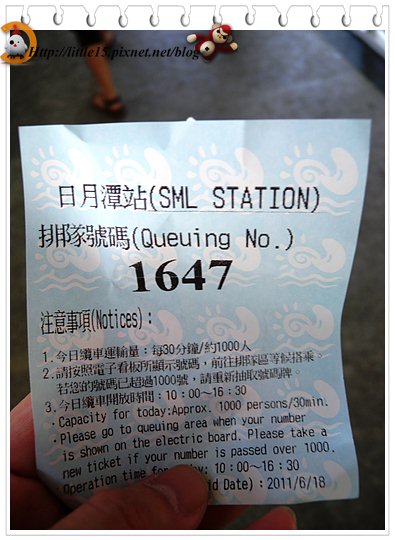 Http://little15.pixnet.net/blog
日月潭站(SML STATION)
排隊號碼(Queuing No.)
1647
注意事項(Notices)：
1.今日纜車運輸量：每30分鐘/約1000人
2.請按照電子看板所顯示號碼，前往排隊區等候搭乘。
若您的號碼已超過1000號，請重新抽取號碼牌。
3.今日纜車開放時間：10：00～16：30
·Capacity for today:Approx. 1000 persons/30min.
·Please go to queuing area when your number
is shown on the electric board. Please take a
new ticket if your number is passed over 1000.
·Operation time for 10：00～16：30
Date)：2011/6/18